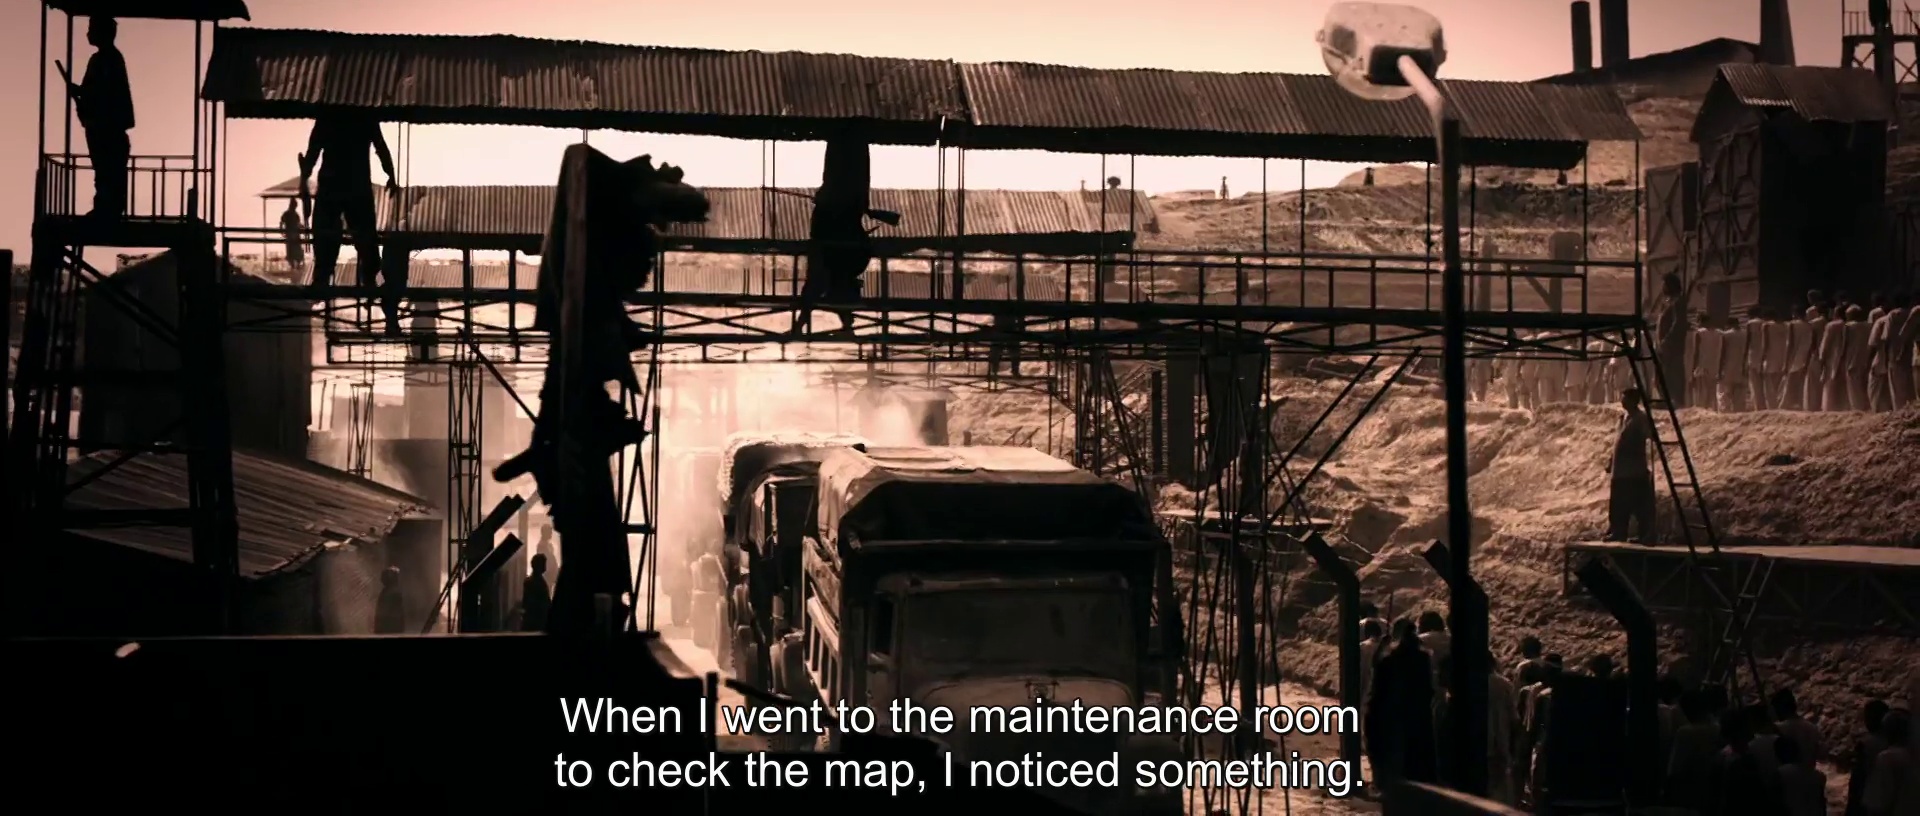 When I went to the maintenance room
to check the map, I noticed something.